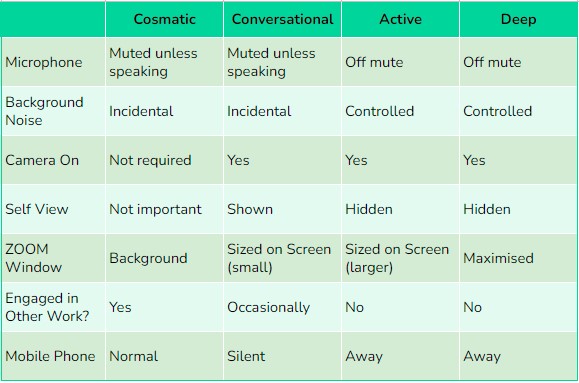 Cosmatic Conversational Active Deep
Microphone Muted unless speaking Muted unless speaking Off mute Off mute
Background Noise Incidental Incidental Controlled Controlled
Camera On Not required Yes Yes Yes
Self View Not important Shown Hidden Hidden
ZOOM Window Background Sized on Screen (small) Sized on Screen (larger) Maximised
Engaged in Other Work? Yes Occasionally No No
Mobile Phone Normal Silent Away Away